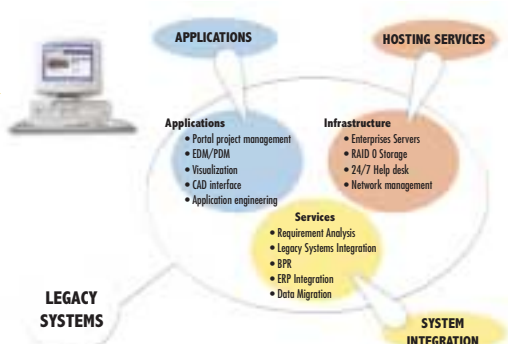 APPLICATIONS
HOSTING SERVICES
Applications
• Portal project management
• EDM/PDM
• Visualization
• CAD interface
• Application engineering
Infrastructure
• Enterprises Servers
• RAID 0 Storage
• 24/7 Help desk
• Network management
Services
• Requirement Analysis
• Legacy Systems Integration
• BPR
• ERP Integration
• Data Migration
LEGACY
SYSTEMS
SYSTEM
INTEGRATION